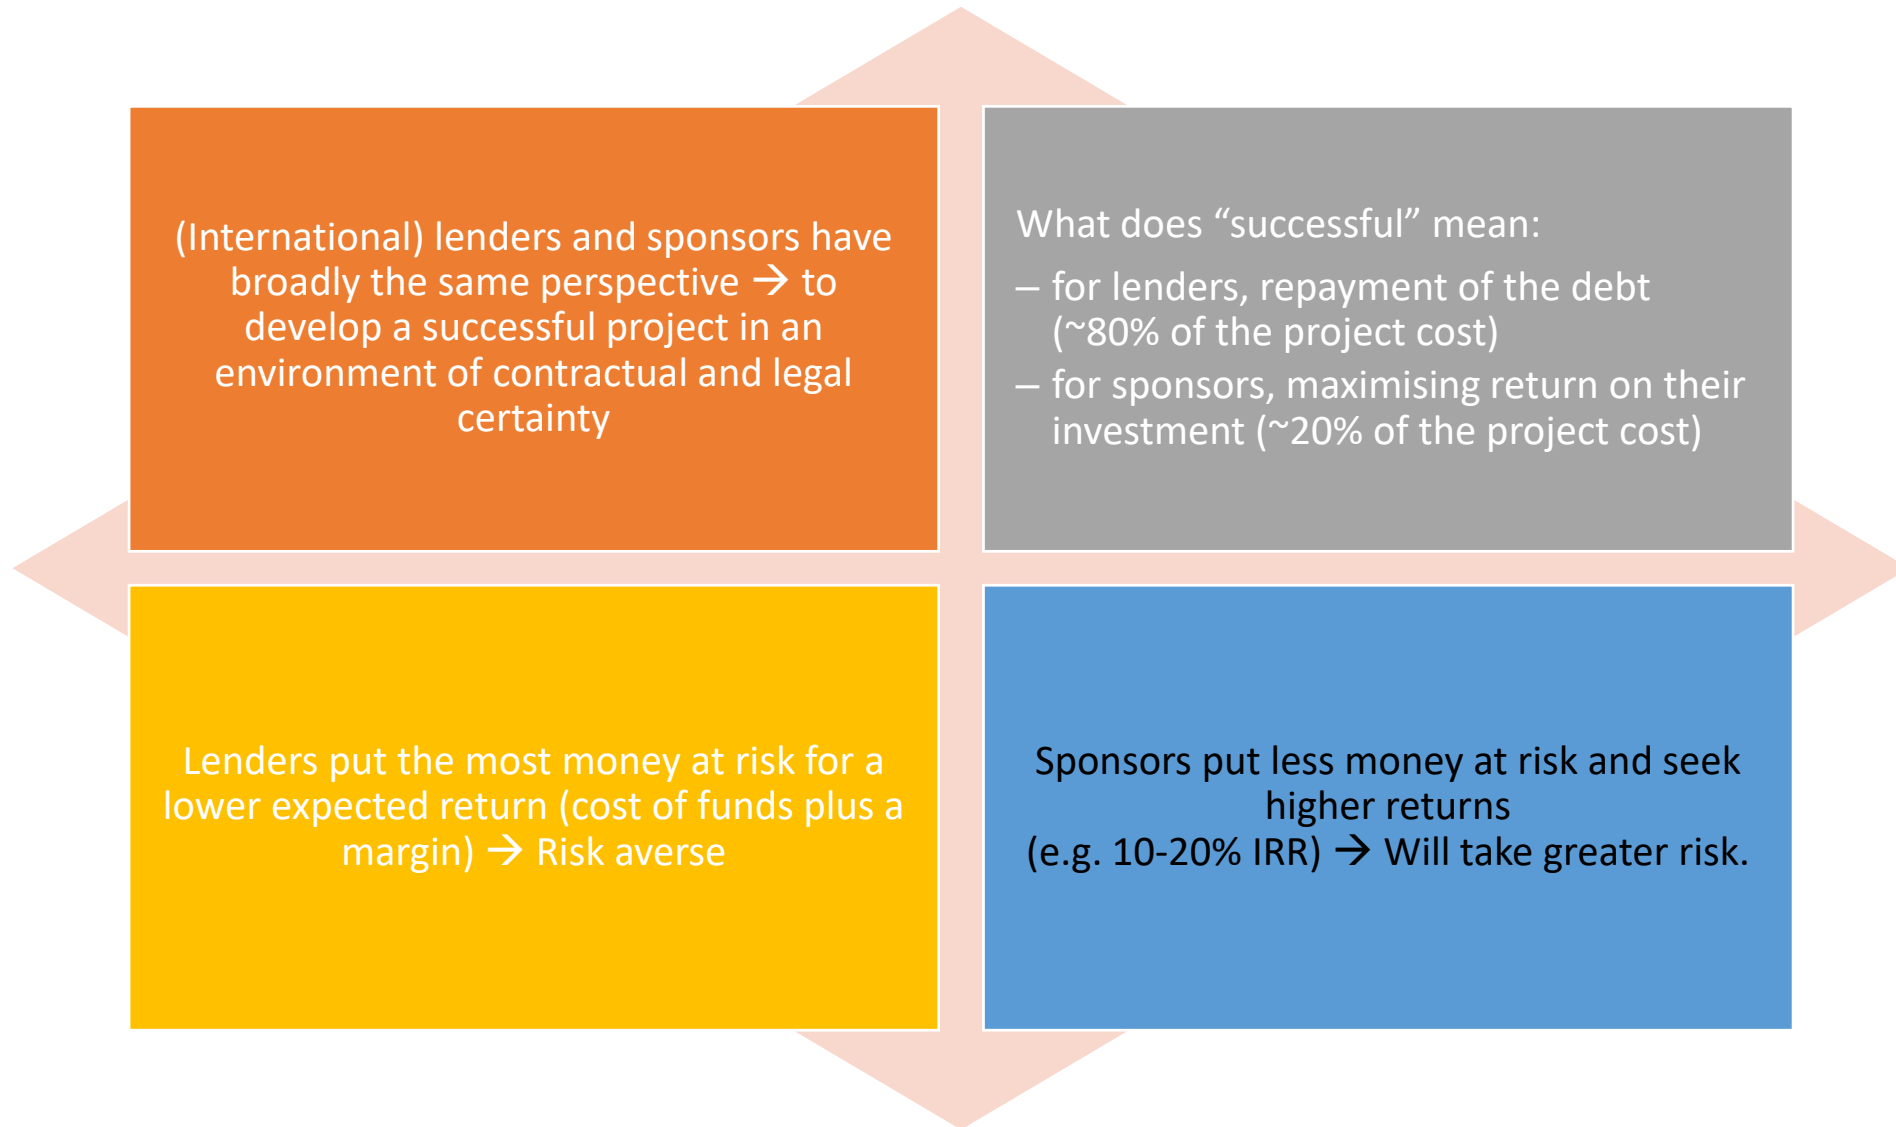 (International) lenders and sponsors have
broadly the same perspective → to
develop a successful project in an
environment of contractual and legal
certainty
What does “successful” mean:
– for lenders, repayment of the debt
(~80% of the project cost)
– for sponsors, maximising return on their
investment (~20% of the project cost)
Lenders put the most money at risk for a
lower expected return (cost of funds plus a
margin) → Risk averse
Sponsors put less money at risk and seek
higher returns
(e.g. 10-20% IRR) → Will take greater risk.